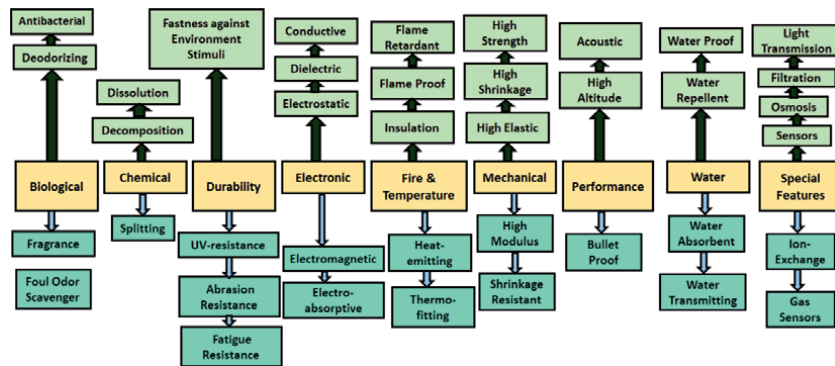 Antibacterial
Deodorizing
Fastness against
Environment
Stimuli
Conductive
Dielectric
Electrostatic
Flame
Retardant
Flame Proof
Insulation
High
Strength
High
Shrinkage
High Elastic
Acoustic
High
Altitude
Water Proof
Water
Repellent
Light
Transmission
Filtration
Osmosis
Sensors
Dissolution
Decomposition
Biological
Chemical
Durability
Electronic
Fire &
Temperature
Mechanical
Performance
Water
Special
Features
Fragrance
Foul Odor
Scavenger
Splitting
UV-resistance
Abrasion
Resistance
Fatigue
Resistance
Electromagnetic
Electro-
absorptive
Heat-
emitting
Thermo-
fitting
High
Modulus
Shrinkage
Resistant
Bullet
Proof
Water
Absorbent
Water
Transmitting
Ion-
Exchange
Gas
Sensors